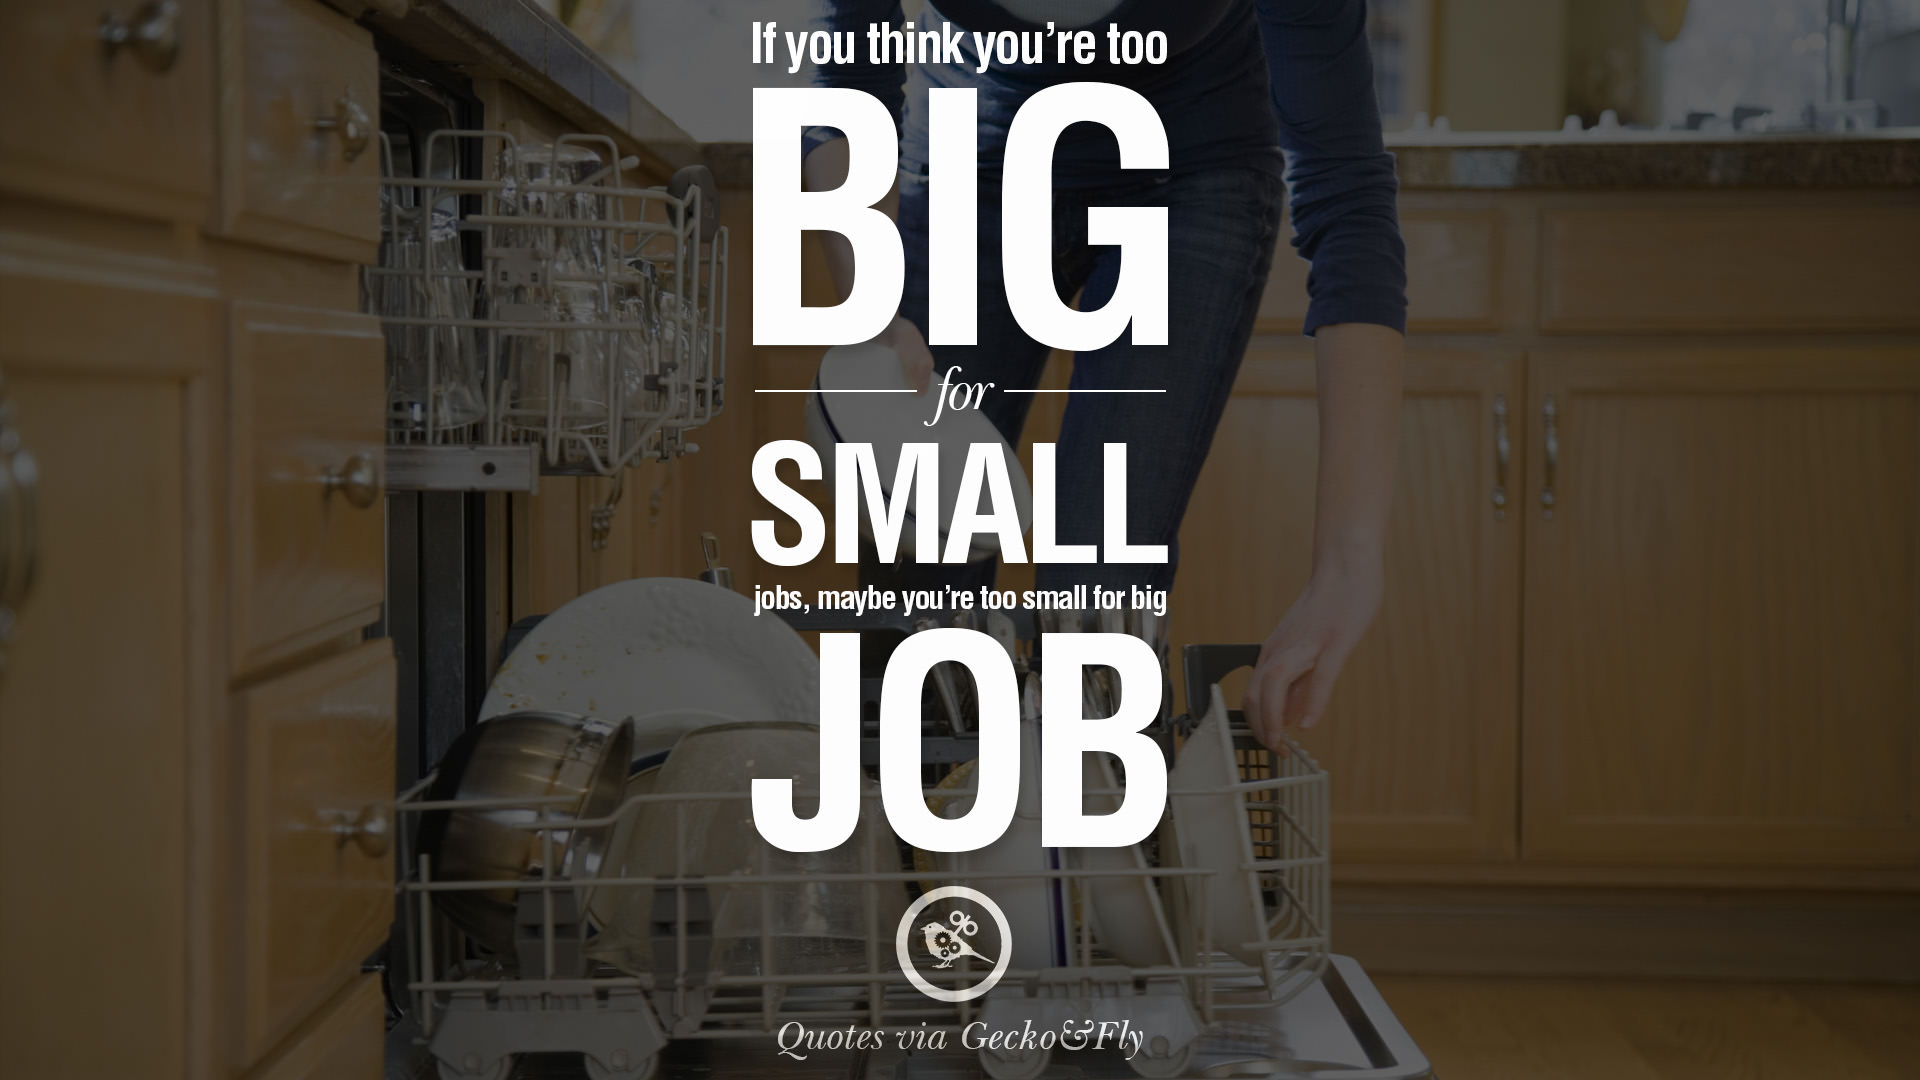 If you think you're too
BIG
for
SMALL
jobs, maybe you're too small for big
JOB
Quotes via Gecko&Fly